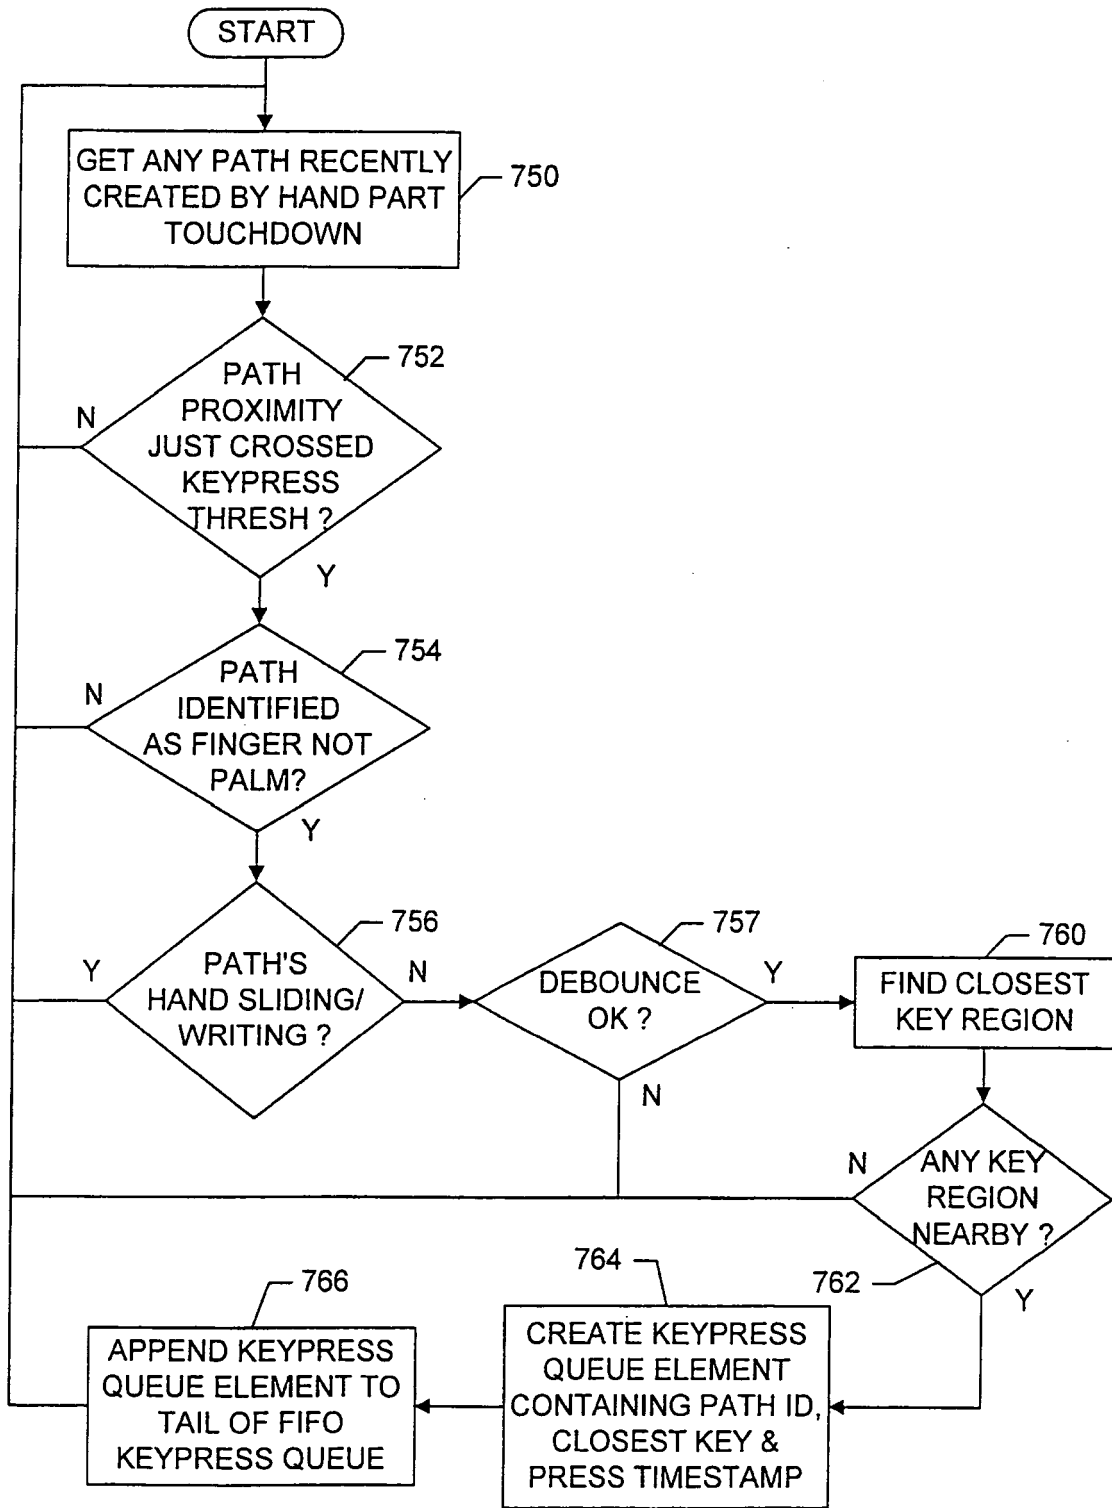 START
GET ANY PATH RECENTLY
CREATED BY HAND PART
TOUCHDOWN
750
PATH
PROXIMITY
JUST CROSSED
KEYPRESS
THRESH ?
752
N
Y
PATH
IDENTIFIED
AS FINGER NOT
PALM?
754
N
Y
PATH'S
HAND SLIDING/
WRITING ?
756
Y
N
DEBOUNCE
OK ?
757
Y
N
FIND CLOSEST
KEY REGION
760
ANY KEY
REGION
NEARBY ?
762
N
Y
CREATE KEYPRESS
QUEUE ELEMENT
CONTAINING PATH ID,
CLOSEST KEY &
PRESS TIMESTAMP
764
APPEND KEYPRESS
QUEUE ELEMENT TO
TAIL OF FIFO
KEYPRESS QUEUE
766